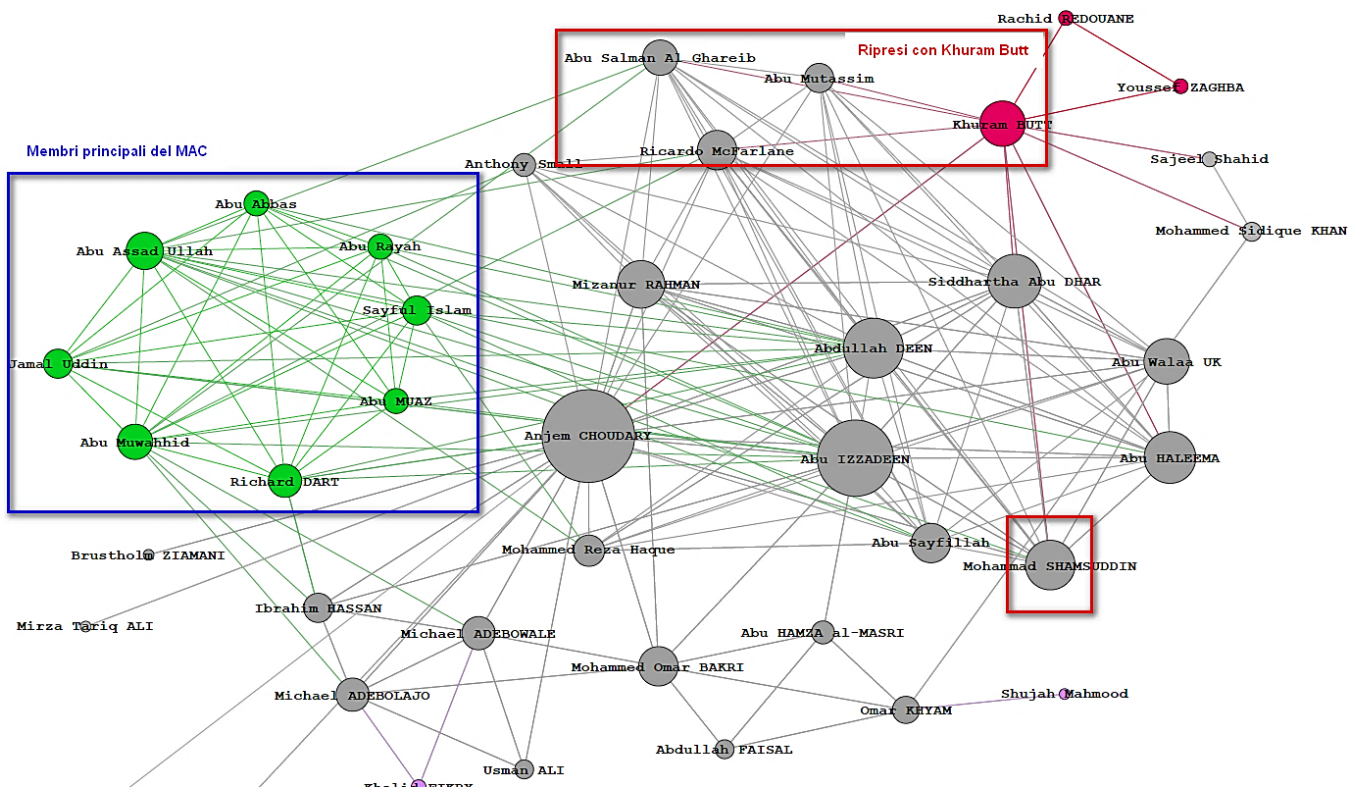 Rachid REDOUANE
Ripresi con Khuram Butt
Abu Salman Al Ghareib
Abu Mutassim
Youssef ZAGHBA
Khuram BUTT
Membri principali del MAC
Ricardo McFarlane
Anthony Small
Sajeel Shahid
Abu Abbas
Mohammed Sidique KHAN
Abu Assad Ullah
Abu Rayah
Mizanur RAHMAN
Siddhartha Abu DHAR
Sayful Islam
Abdullah DEEN
Jamal Uddin
Abu Walaa UK
Abu MUAZ
Anjem CHOUDARY
Abu Muwahhid
Abu IZZADEEN
Abu HALEEMA
Richard DART
Abu Sayfillah
Mohammed Reza Haque
Brustholm ZIAMANI
Mohammad SHAMSUDDIN
Ibrahim HASSAN
Mirza Tariq ALI
Michael ADEBOWALE
Abu HAMZA al-MASRI
Mohammed Omar BAKRI
Michael ADEBOLAJO
Shujah Mahmood
Omar KHYAM
Abdullah FAISAL
Usman ALI